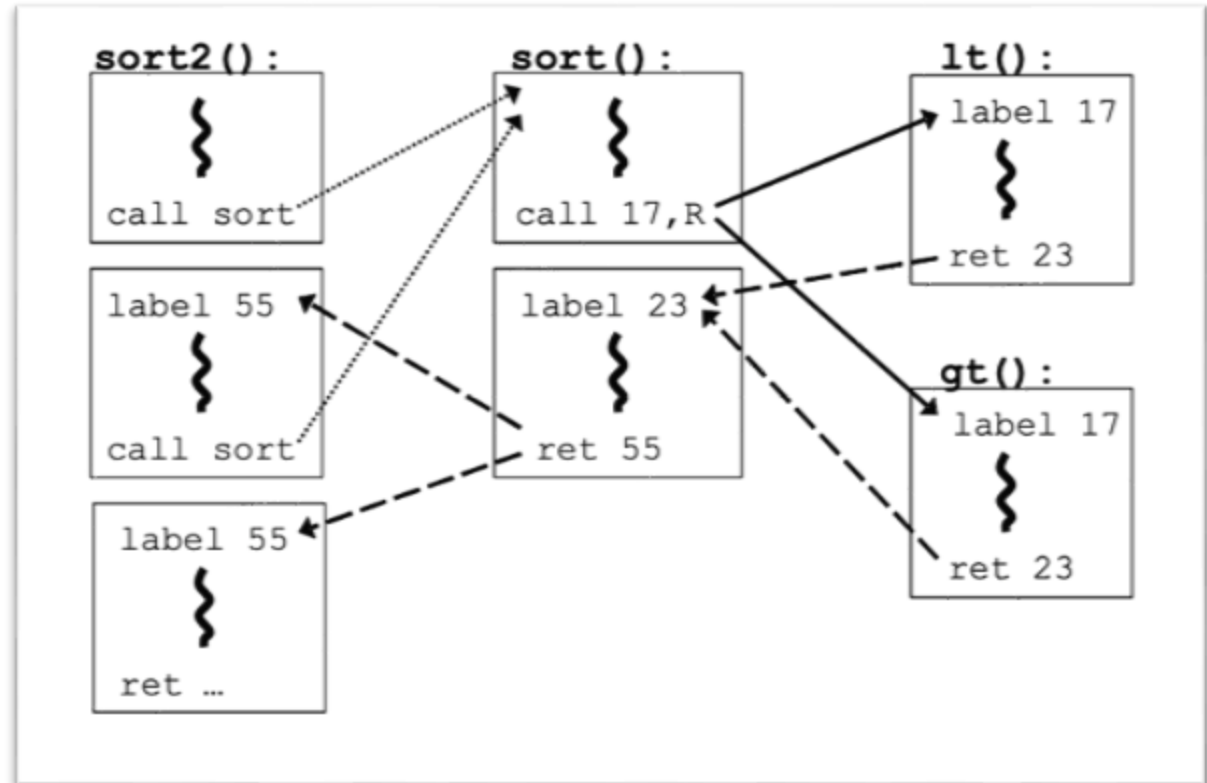 sort2():
call sort
label 55
call sort
label 55
ret …
sort():
call 17,R
label 23
ret 55
lt():
label 17
ret 23
gt():
label 17
ret 23